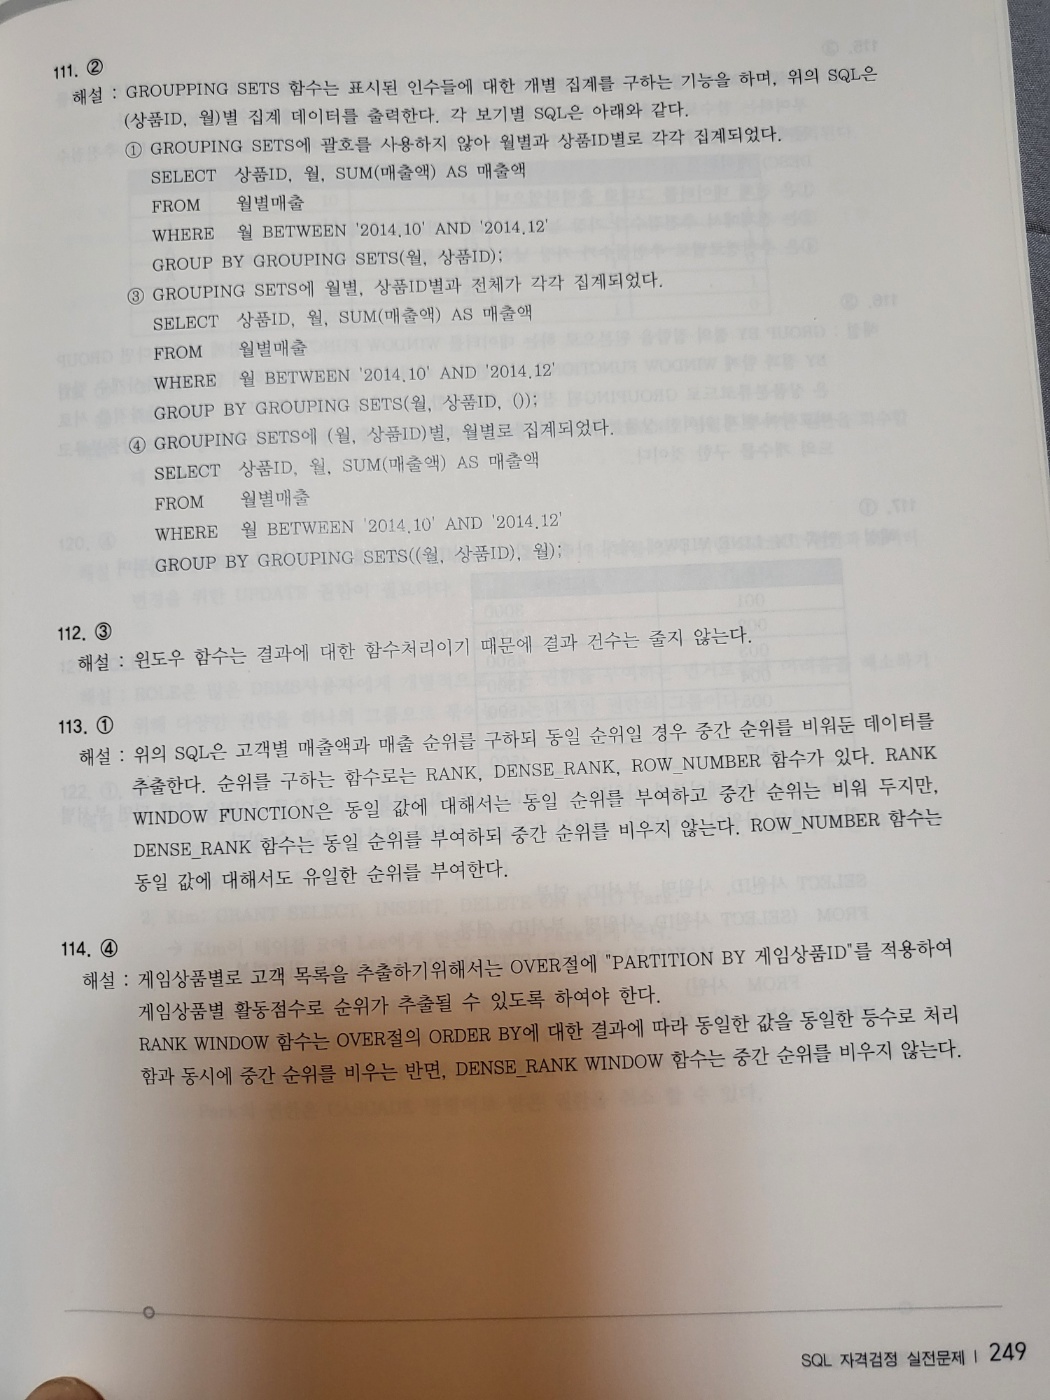 111. ②
해설 : GROUPPING SETS 함수는 표시된 인수들에 대한 개별 집계를 구하는 기능을 하며, 위의 SQL은
(상품ID, 월)별 집계 데이터를 출력한다. 각 보기별 SQL은 아래와 같다.
① GROUPING SETS에 괄호를 사용하지 않아 월별과 상품ID별로 각각 집계되었다.
SELECT 상품ID, 월, SUM(매출액) AS 매출액
FROM 월별매출
WHERE 월 BETWEEN '2014.10' AND '2014.12'
GROUP BY GROUPING SETS(월, 상품ID);
③ GROUPING SETS에 월별, 상품ID별과 전체가 각각 집계되었다.
SELECT 상품ID, 월, SUM(매출액) AS 매출액
FROM 월별매출
WHERE 월 BETWEEN '2014.10' AND '2014.12'
GROUP BY GROUPING SETS(월, 상품ID, ());
④ GROUPING SETS에 (월, 상품ID)별, 월별로 집계되었다.
SELECT 상품ID, 월, SUM(매출액) AS 매출액
FROM 월별매출
WHERE 월 BETWEEN '2014.10' AND '2014.12'
GROUP BY GROUPING SETS((월, 상품ID), 월);
112. ③
해설 : 윈도우 함수는 결과에 대한 함수처리이기 때문에 결과 건수는 줄지 않는다.
113. ①
해설 : 위의 SQL은 고객별 매출액과 매출 순위를 구하되 동일 순위일 경우 중간 순위를 비워둔 데이터를
추출한다. 순위를 구하는 함수로는 RANK, DENSE_RANK, ROW_NUMBER 함수가 있다. RANK
WINDOW FUNCTION은 동일 값에 대해서는 동일 순위를 부여하고 중간 순위는 비워 두지만,
DENSE_RANK 함수는 동일 순위를 부여하되 중간 순위를 비우지 않는다. ROW_NUMBER 함수는
동일 값에 대해서도 유일한 순위를 부여한다.
114. ④
해설 : 게임상품별로 고객 목록을 추출하기위해서는 OVER절에 "PARTITION BY 게임상품ID"를 적용하여
게임상품별 활동점수로 순위가 추출될 수 있도록 하여야 한다.
RANK WINDOW 함수는 OVER절의 ORDER BY에 대한 결과에 따라 동일한 값을 동일한 등수로 처리
함과 동시에 중간 순위를 비우는 반면, DENSE_RANK WINDOW 함수는 중간 순위를 비우지 않는다.
SQL 자격검정 실전문제 | 249